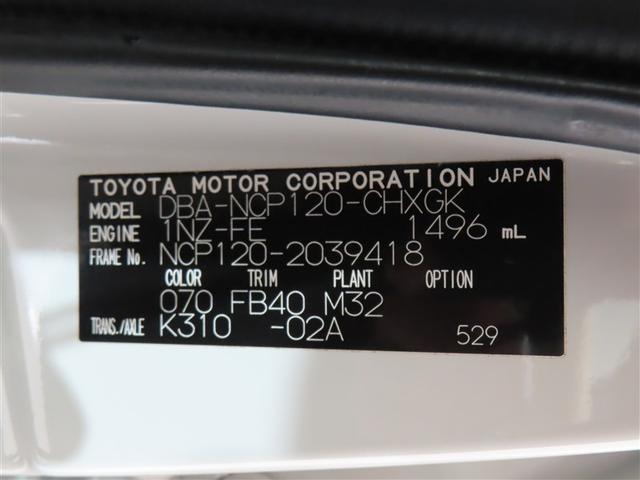 TOYOTA MOTOR CORPORATION JAPAN
MODEL DBA-NCP120-CHXGK
ENGINE 1NZ-FE 1496 mL
FRAME No. NCP120-2039418
COLOR TRIM PLANT OPTION
070 FB40 M32
TRANS./AXLE K310 -02A 529